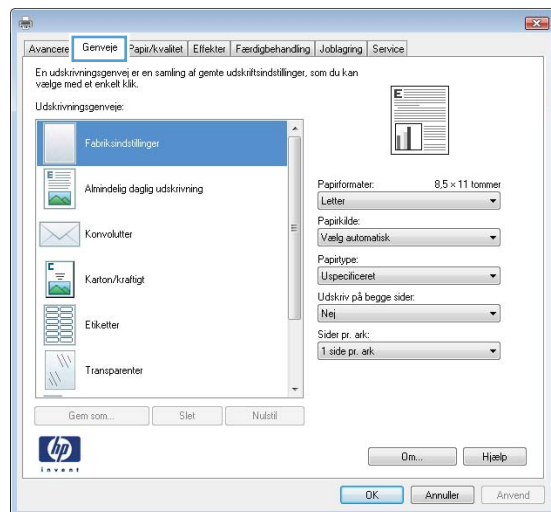 Avancere
Genveje
Papir/kvalitet
Effekter
Færdigbehandling
Joblagring
Service
En udskrivningsgenvej er en samling af gemte udskriftsindstillinger, som du kan
vælge med et enkelt klik.
Udskrivningsgenveje:
Fabriksindstillinger
Almindelig daglig udskrivning
Konvolutter
Karton/kraftigt
Etiketter
Transparenter
Gem som...
Slet
Nulstil
E
Papirformater: 8,5 × 11 tommer
Letter
Papirkilde:
Vælg automatisk
Papirtype:
Uspecificeret
Udskriv på begge sider:
Nej
Sider pr. ark:
1 side pr. ark
hp
invent
Om...
Hjælp
OK
Annuller
Anvend